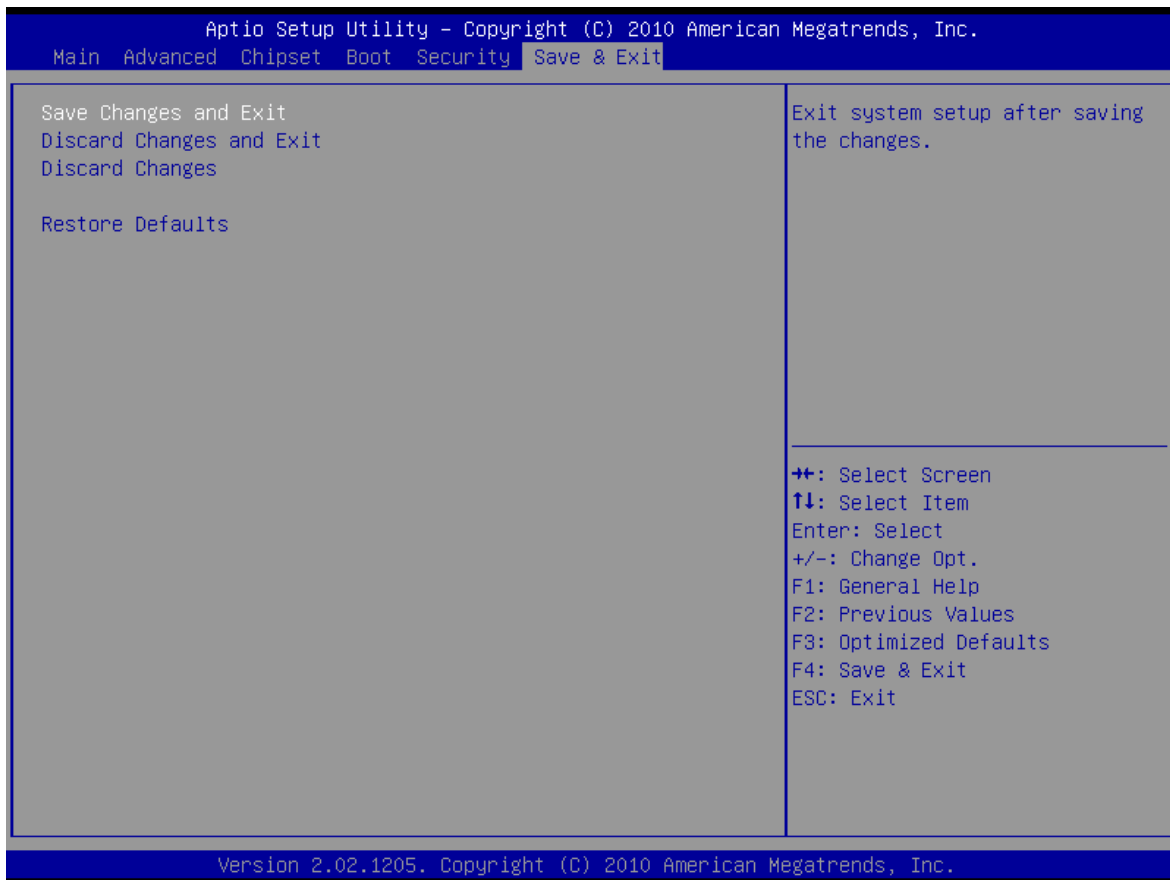 Aptio Setup Utility – Copyright (C) 2010 American Megatrends, Inc.
Main Advanced Chipset Boot Security Save & Exit
Save Changes and Exit
Discard Changes and Exit
Discard Changes
Restore Defaults
Exit system setup after saving
the changes.
→←: Select Screen
↑↓: Select Item
Enter: Select
+/-: Change Opt.
F1: General Help
F2: Previous Values
F3: Optimized Defaults
F4: Save & Exit
ESC: Exit
Version 2.02.1205. Copyright (C) 2010 American Megatrends, Inc.